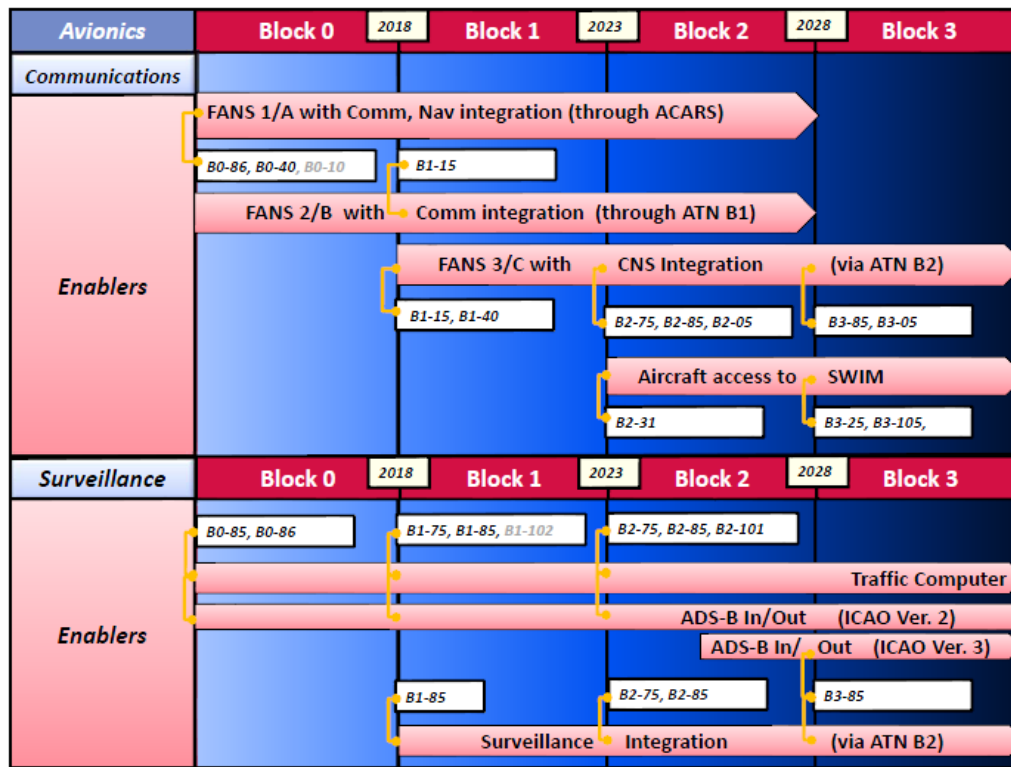 Avionics Block 0 2018 Block 1 2023 Block 2 2028 Block 3
Communications
FANS 1/A with Comm, Nav integration (through ACARS)
B0-86, B0-40, B0-10 B1-15
FANS 2/B with Comm integration (through ATN B1)
FANS 3/C with CNS Integration (via ATN B2)
Enablers
B1-15, B1-40 B2-75, B2-85, B2-05 B3-85, B3-05
Aircraft access to SWIM
B2-31 B3-25, B3-105,
Surveillance Block 0 2018 Block 1 2023 Block 2 2028 Block 3
B0-85, B0-86 B1-75, B1-85, B1-102 B2-75, B2-85, B2-101
Traffic Computer
ADS-B In/Out (ICAO Ver. 2)
Enablers
ADS-B In/ Out (ICAO Ver. 3)
B1-85 B2-75, B2-85 B3-85
Surveillance Integration (via ATN B2)